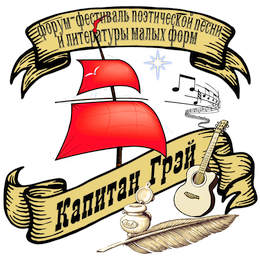 форум-фестиваль поэтической песни
и литературы малых форм
Капитан Грэй